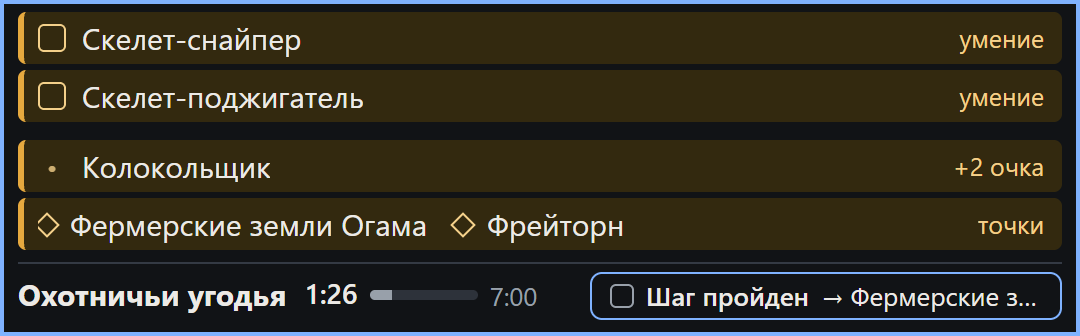 Скелет-снайпер умение
Скелет-поджигатель умение
• Колокольщик +2 очка
◇ Фермерские земли Огама ◇ Фрейторн точки
Охотничьи угодья 1:26 7:00 Шаг пройден → Фермерские з...